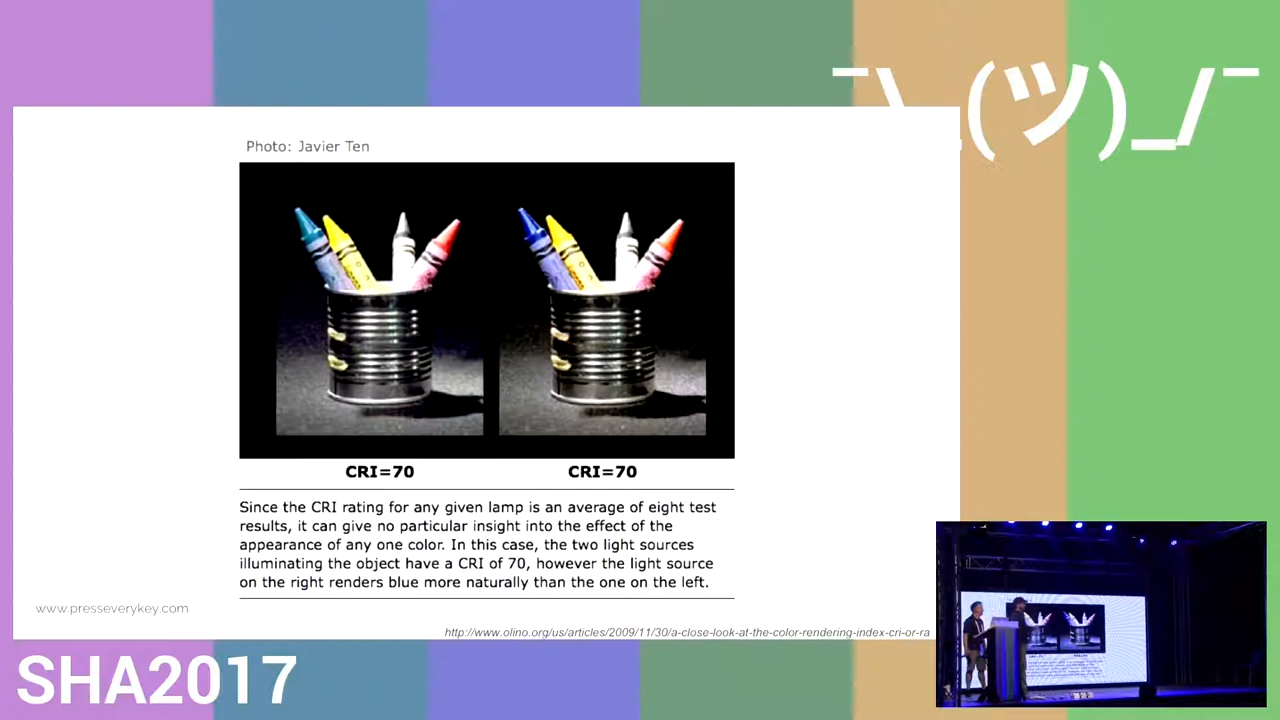 ¯\_(ツ)_/¯
Photo: Javier Ten
CRI=70
CRI=70
Since the CRI rating for any given lamp is an average of eight test
results, it can give no particular insight into the effect of the
appearance of any one color. In this case, the two light sources
illuminating the object have a CRI of 70, however the light source
on the right renders blue more naturally than the one on the left.
www.presseverykey.com
http://www.olino.org/us/articles/2009/11/30/a-close-look-at-the-color-rendering-index-cri-or-ra
SHA2017